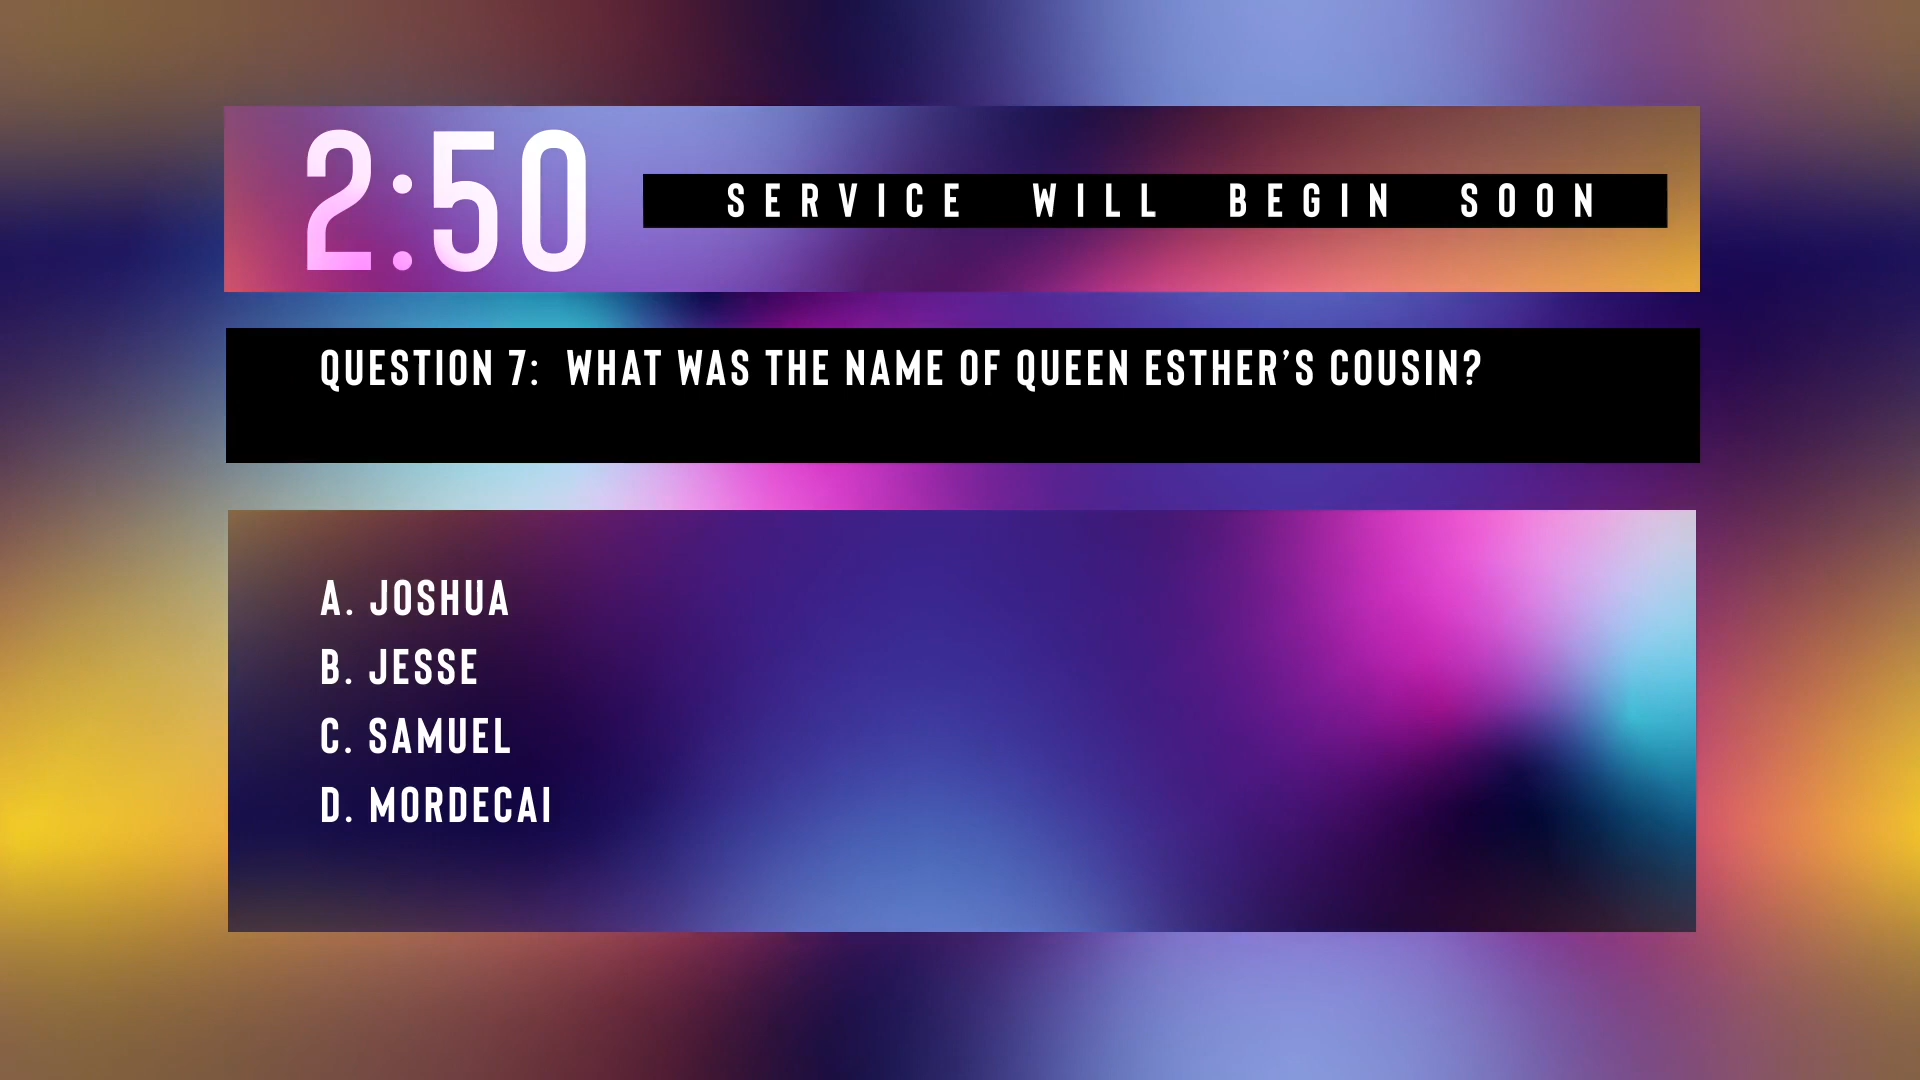 2:50
SERVICE WILL BEGIN SOON
QUESTION 7: WHAT WAS THE NAME OF QUEEN ESTHER’S COUSIN?
A. JOSHUA
B. JESSE
C. SAMUEL
D. MORDECAI